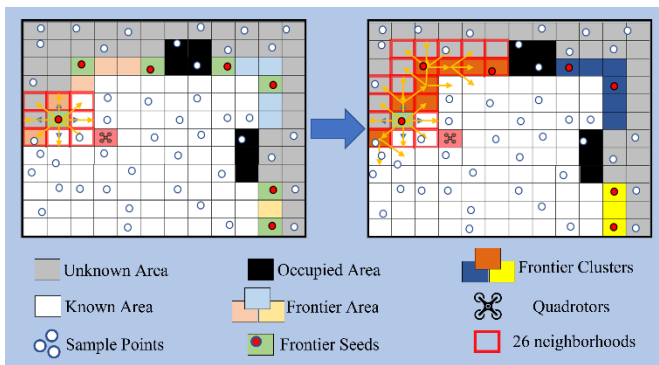 Unknown Area
Occupied Area
Frontier Clusters
Known Area
Frontier Area
Quadrotors
Sample Points
Frontier Seeds
26 neighborhoods